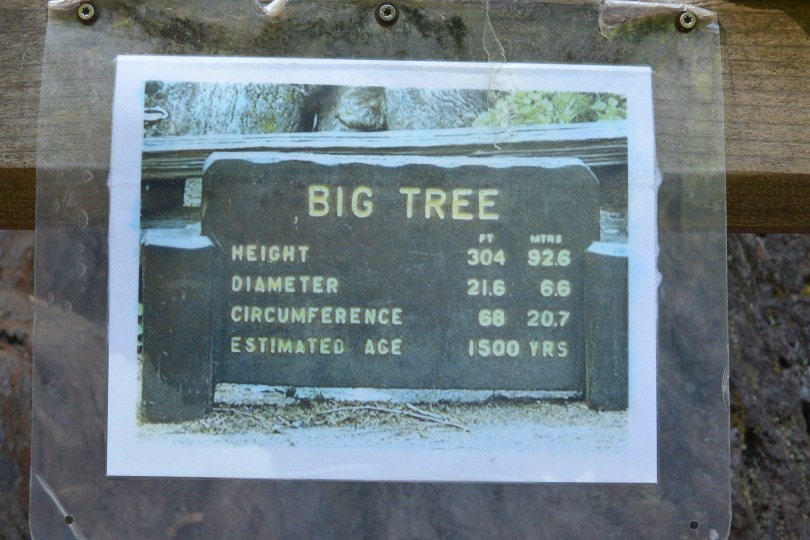 BIG TREE
FT MTRS
HEIGHT 304 92.6
DIAMETER 21.6 6.6
CIRCUMFERENCE 68 20.7
ESTIMATED AGE 1500 YRS